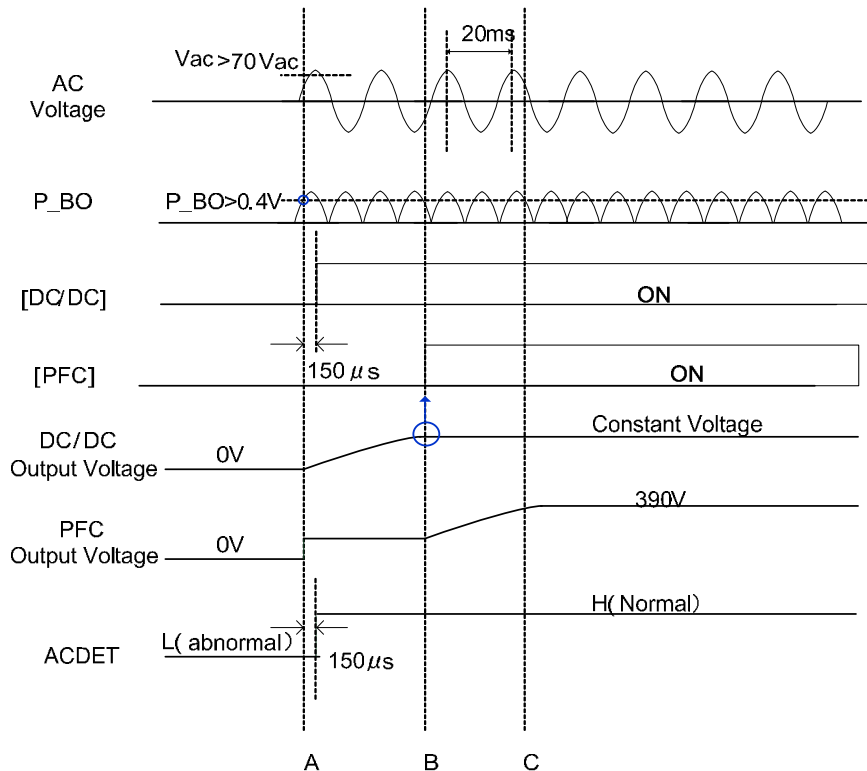 20ms
Vac>70Vac
AC
Voltage
P_BO
P_BO>0.4V
[DC/DC]
ON
150μs
[PFC]
ON
DC/DC
Output Voltage
0V
Constant Voltage
PFC
Output Voltage
0V
390V
H(Normal)
L(abnormal)
ACDET
150μs
A
B
C